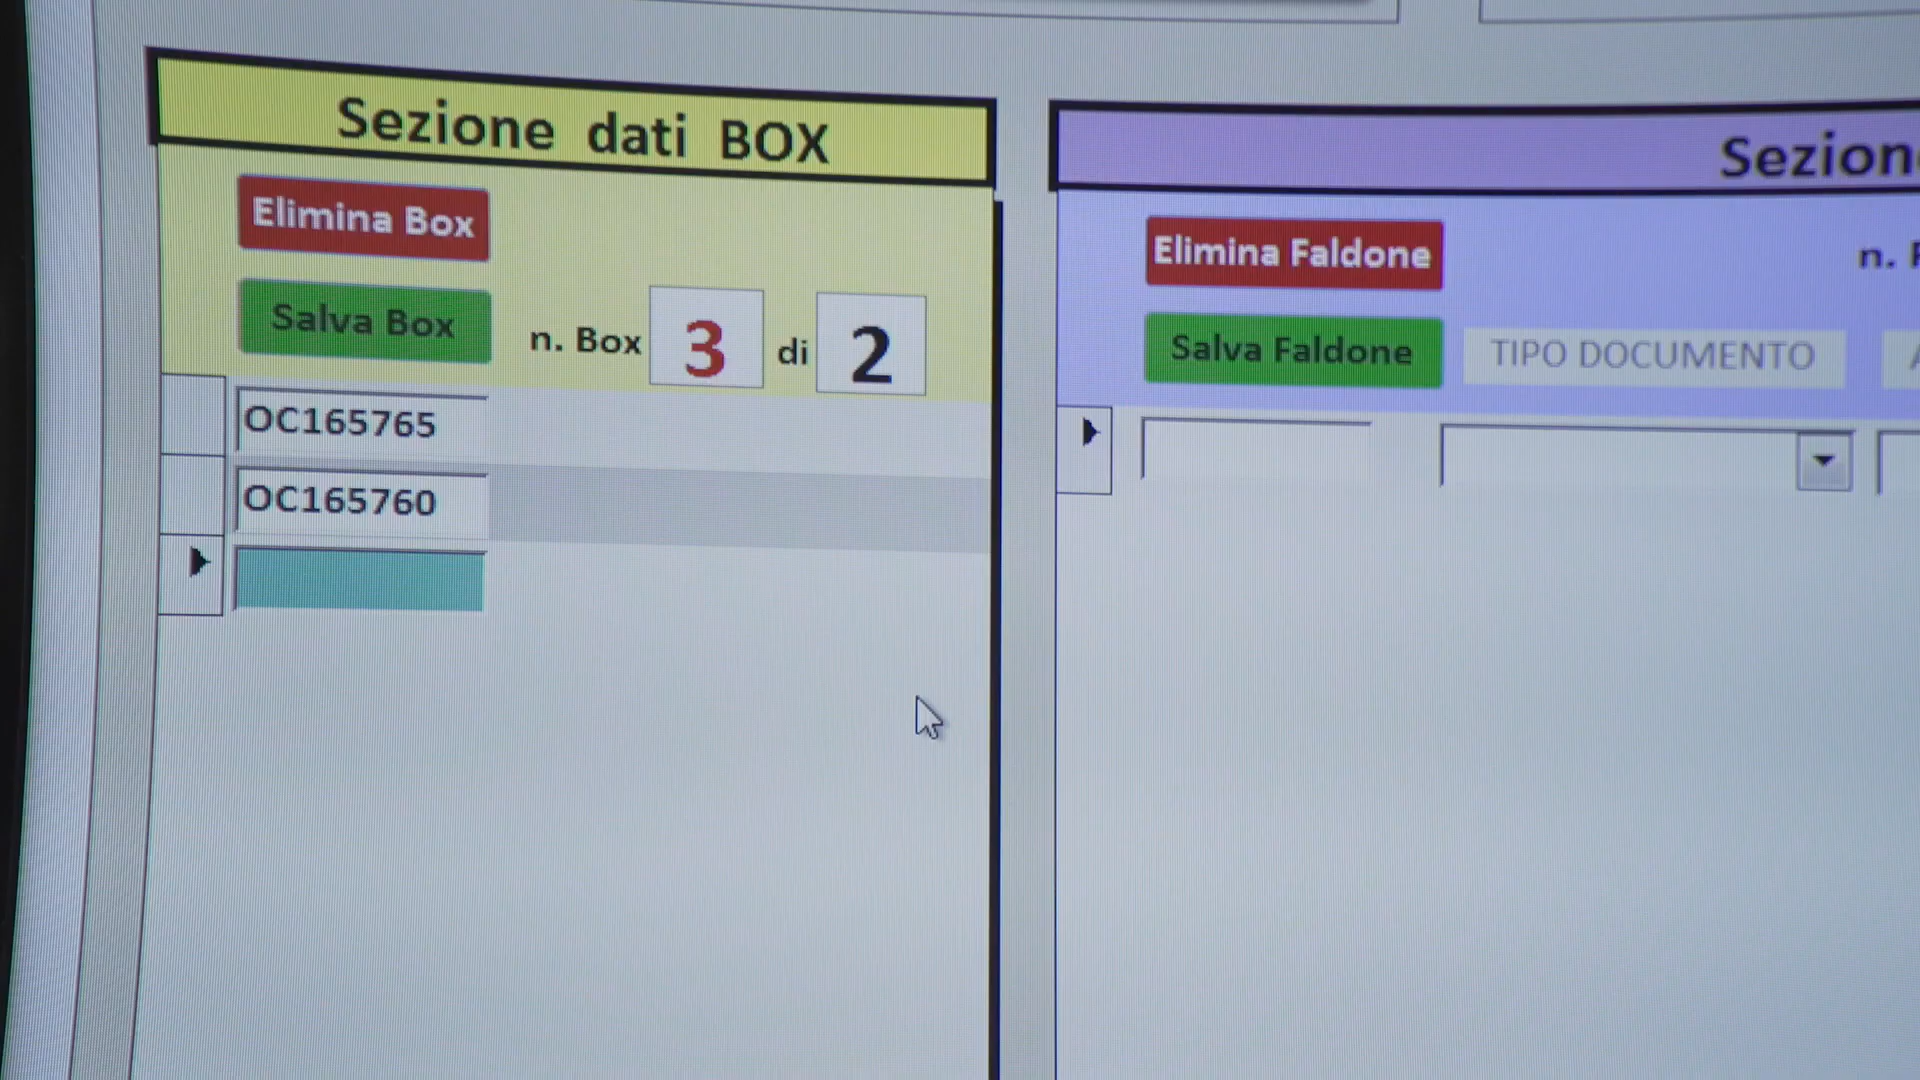 Sezione dati BOX
Elimina Box
Salva Box
n. Box 3 di 2
OC165765
OC165760
Elimina Faldone
n.
Salva Faldone
TIPO DOCUMENTO